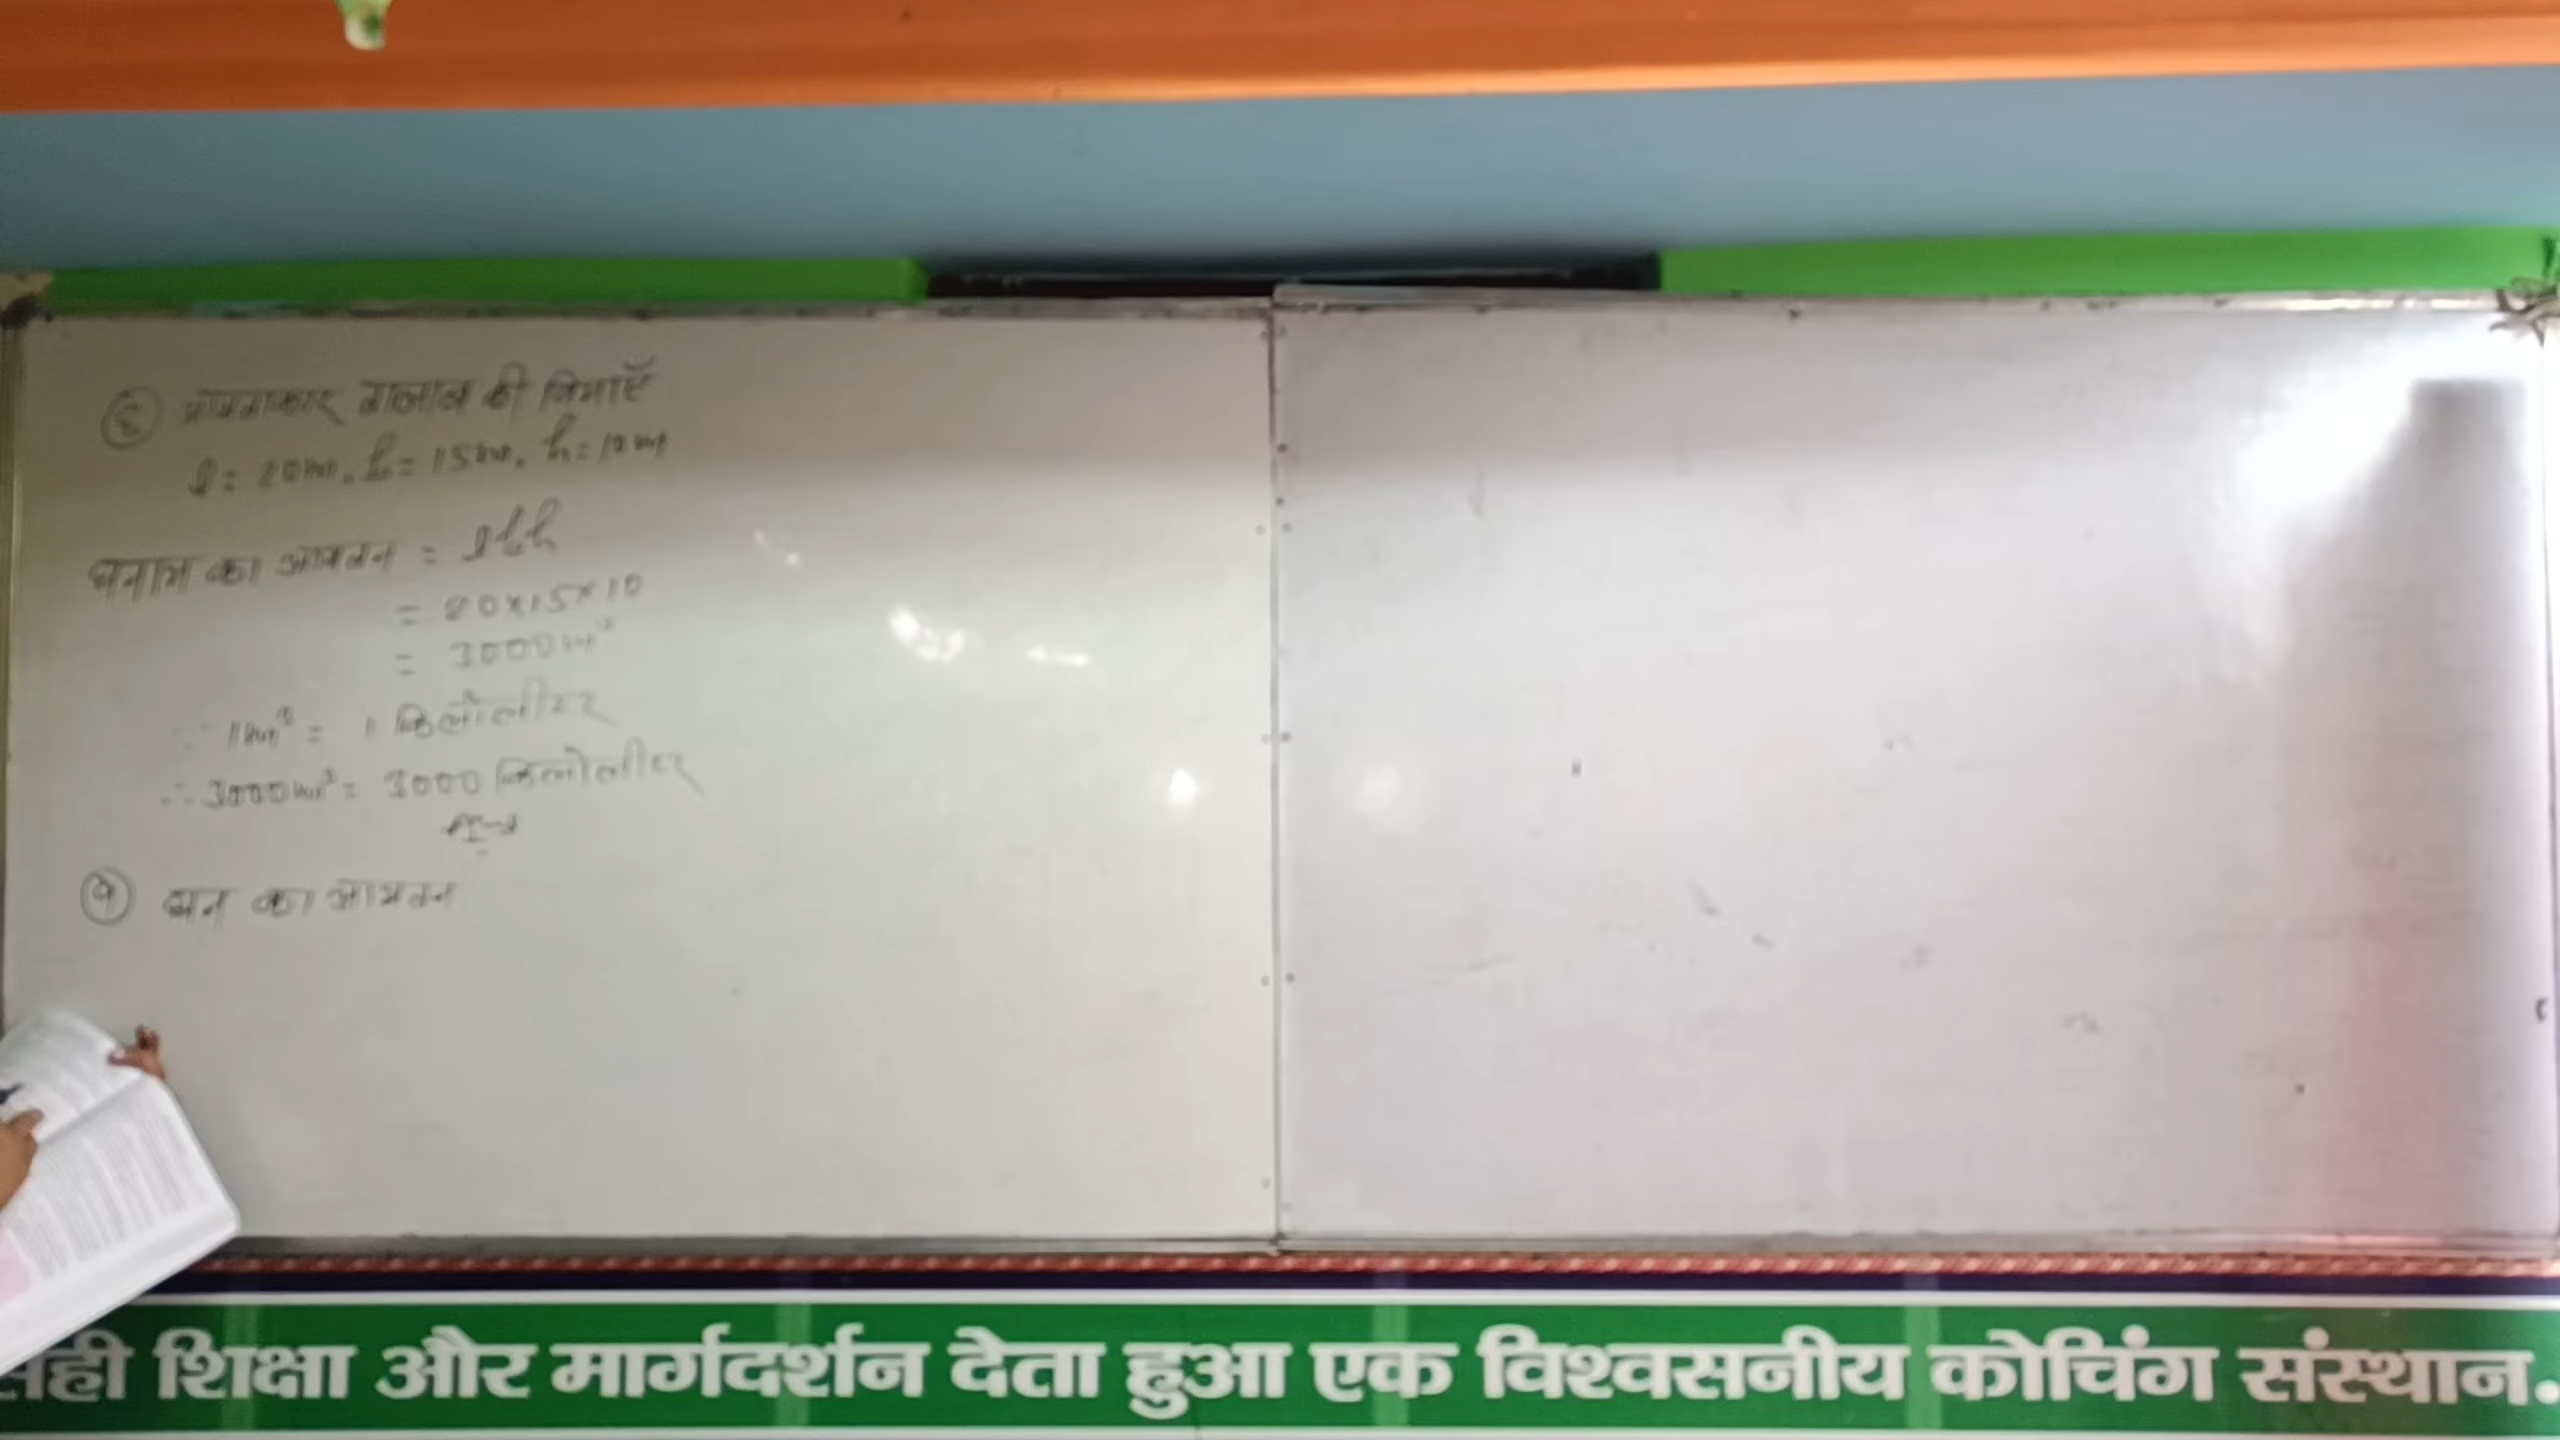 ⑧ आयताकार तालाब की विमाएँ
l = 20m, b = 15m, h = 10m
घनाभ का आयतन = lbh
= 20×15×10
= 3000m³
∵ 1m³ = 1 किलोलीटर
∴ 3000m³ = 3000 किलोलीटर
⑨ घन का आयतन
सही शिक्षा और मार्गदर्शन देता हुआ एक विश्वसनीय कोचिंग संस्थान.